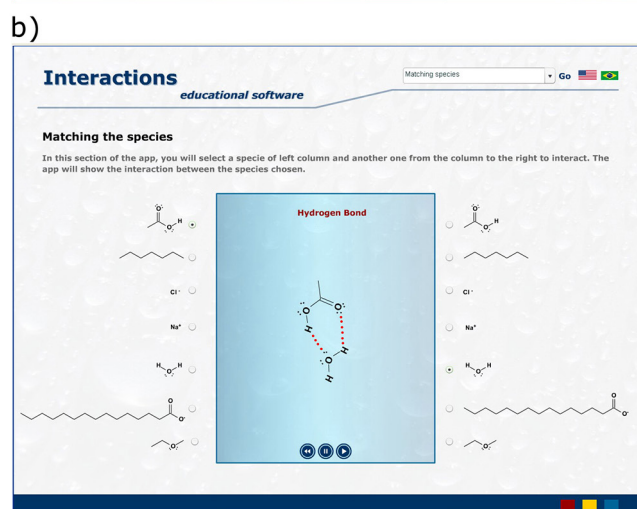 b)
Interactions
educational software
Matching species
Go
Matching the species
In this section of the app, you will select a specie of left column and another one from the column to the right to interact. The
app will show the interaction between the species chosen.
Hydrogen Bond
O
O H
O
O H
Cl-
Cl-
Na+
Na+
H O H
H O H
O
O-
O
O-
O
O
O
O
H
H
O
H